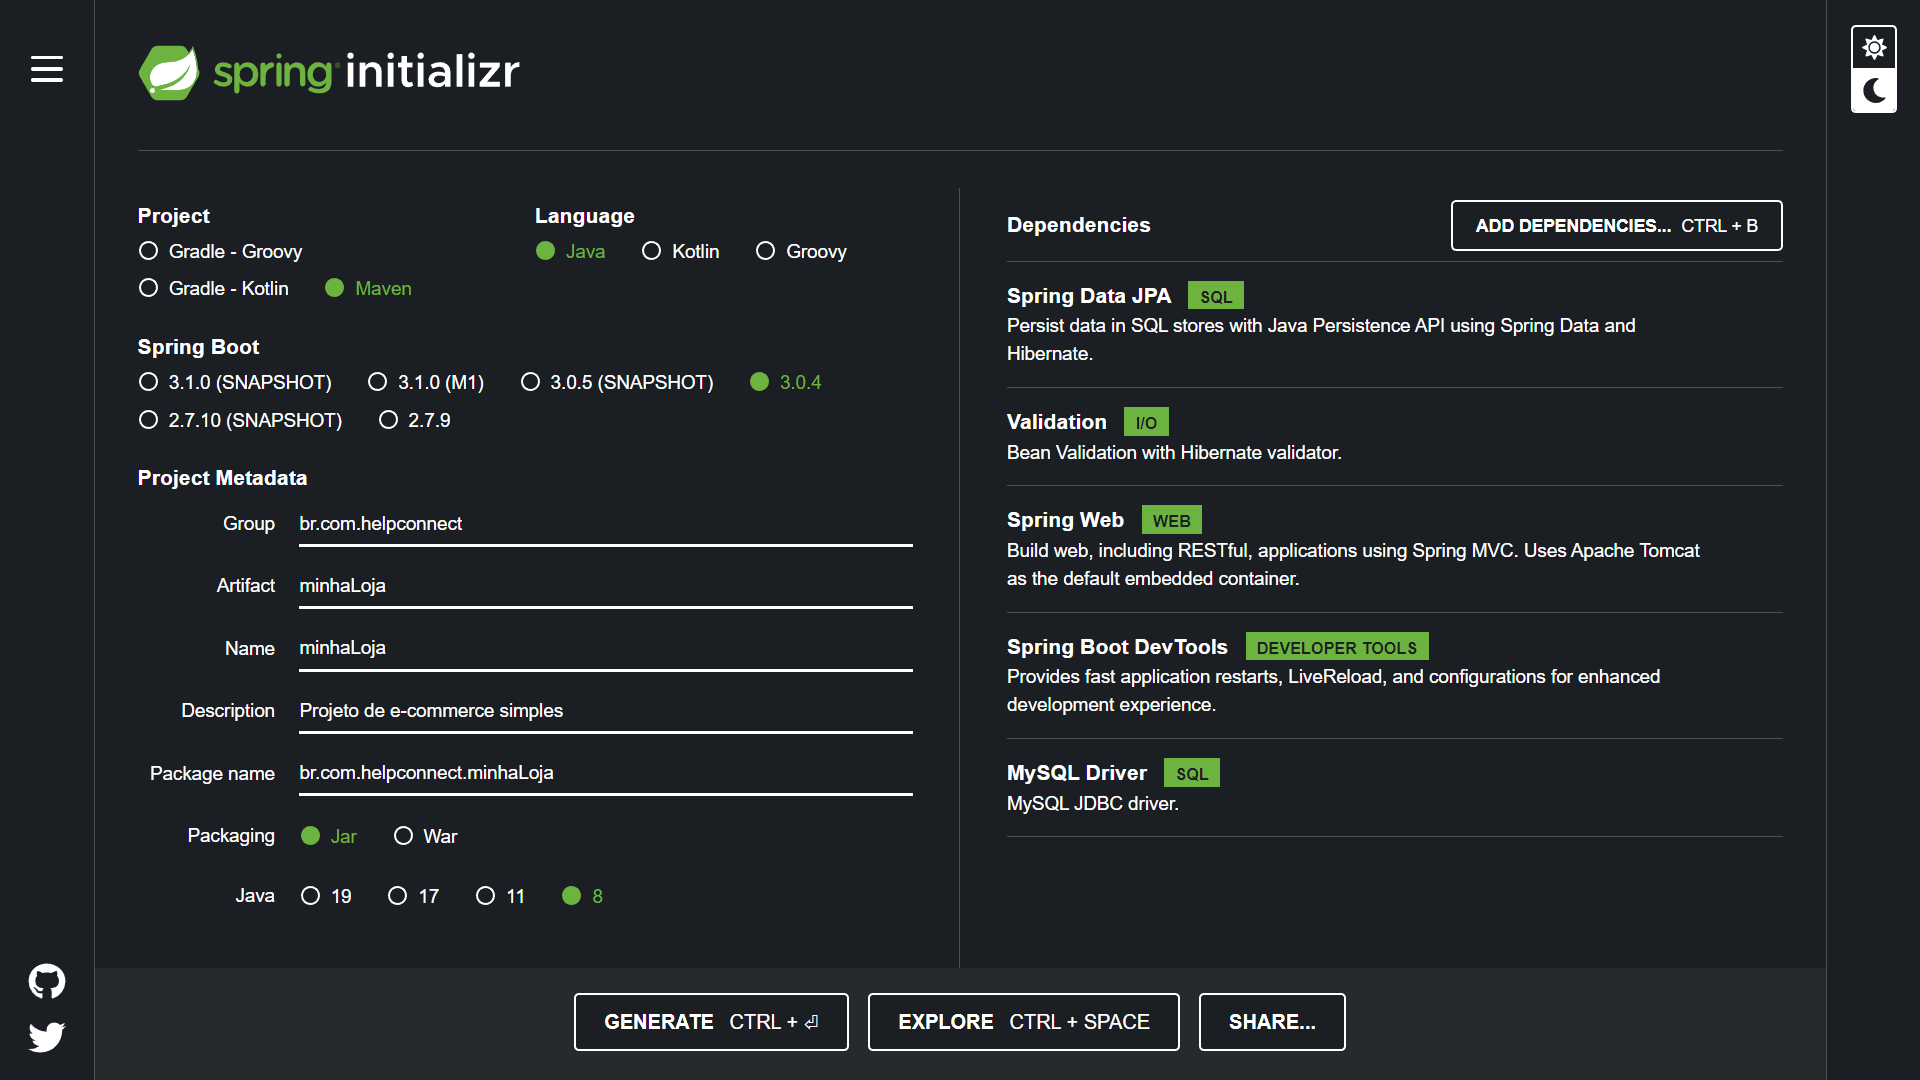 spring initializr
Project
Gradle - Groovy
Gradle - Kotlin Maven
Language
Java Kotlin Groovy
Spring Boot
3.1.0 (SNAPSHOT) 3.1.0 (M1) 3.0.5 (SNAPSHOT) 3.0.4
2.7.10 (SNAPSHOT) 2.7.9
Project Metadata
Group br.com.helpconnect
Artifact minhaLoja
Name minhaLoja
Description Projeto de e-commerce simples
Package name br.com.helpconnect.minhaLoja
Packaging Jar War
Java 19 17 11 8
Dependencies ADD DEPENDENCIES... CTRL + B
Spring Data JPA SQL
Persist data in SQL stores with Java Persistence API using Spring Data and
Hibernate.
Validation I/O
Bean Validation with Hibernate validator.
Spring Web WEB
Build web, including RESTful, applications using Spring MVC. Uses Apache Tomcat
as the default embedded container.
Spring Boot DevTools DEVELOPER TOOLS
Provides fast application restarts, LiveReload, and configurations for enhanced
development experience.
MySQL Driver SQL
MySQL JDBC driver.
GENERATE CTRL + ⏎ EXPLORE CTRL + SPACE SHARE...